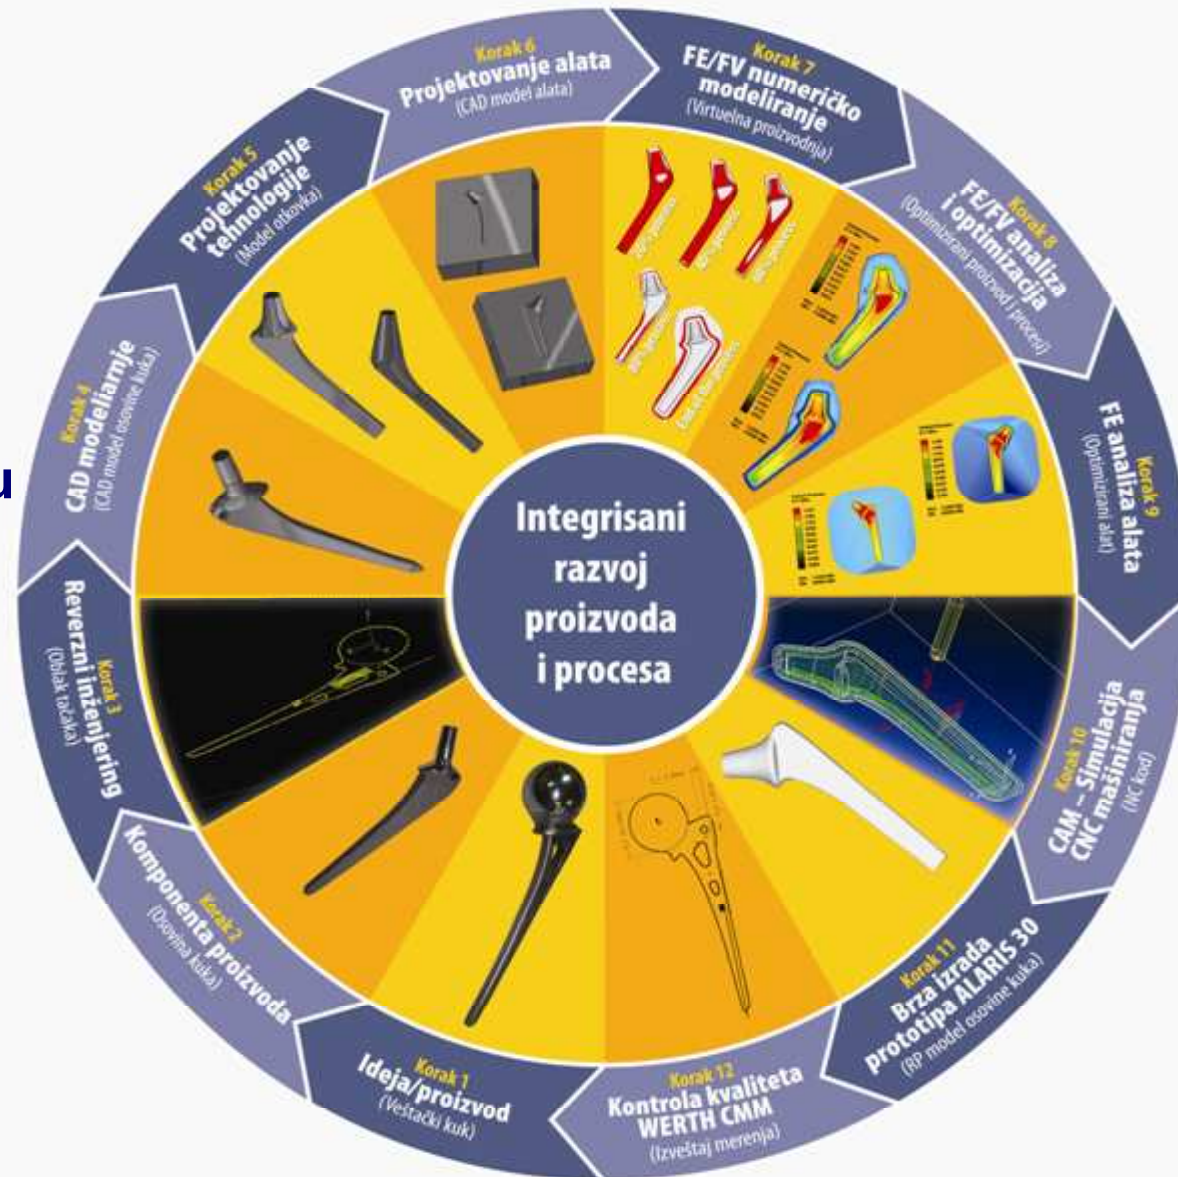 u
Integrisani
razvoj
proizvoda
i procesa
Korak 1
Ideja/proizvod
(Veštački kuk)
Korak 2
Komponenta proizvoda
(Osovina kuka)
Korak 3
Reverzni inženjering
(Oblak tačaka)
Korak 4
CAD modeliarnje
(CAD model osovine kuka)
Korak 5
Projektovanje
tehnologije
(Model otkovka)
Korak 6
Projektovanje alata
(CAD model alata)
Korak 7
FE/FV numeričko
modeliranje
(Virtuelna proizvodnja)
Korak 8
FE/FV analiza
i optimizacija
(Optimizirani proizvod i procesi)
Korak 9
FE analiza alata
(Optimizirani alat)
Korak 10
CAM – Simulacija
CNC mašiniranja
(NC kod)
Korak 11
Brza izrada
prototipa ALARIS 30
(RP model osovine kuka)
Korak 12
Kontrola kvaliteta
WERTH CMM
(Izveštaj merenja)